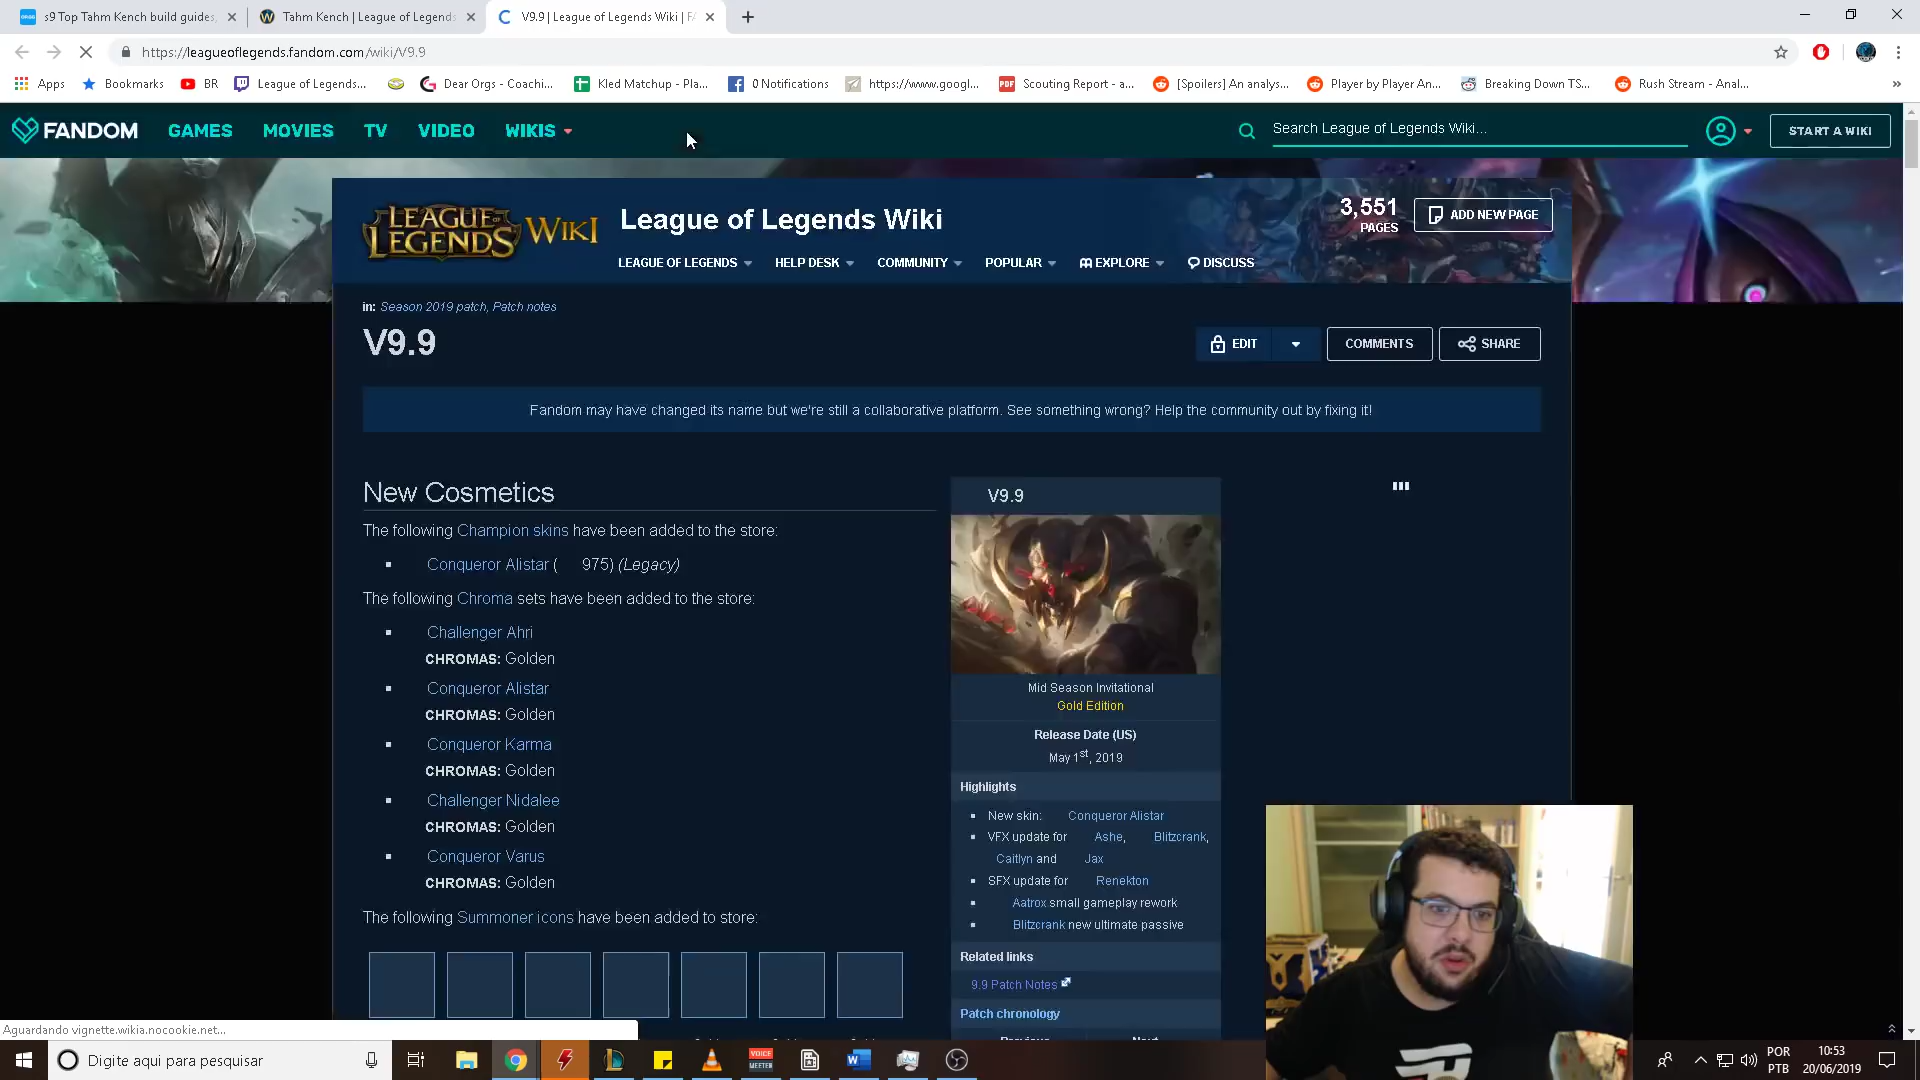 s9 Top Tahm Kench build guides,
Tahm Kench | League of Legends
V9.9 | League of Legends Wiki | FA
https://leagueoflegends.fandom.com/wiki/V9.9
Apps
Bookmarks
BR
League of Legends...
Dear Orgs - Coachi...
Kled Matchup - Pla...
0 Notifications
https://www.googl...
Scouting Report - a...
[Spoilers] An analys...
Player by Player An...
Breaking Down TS...
Rush Stream - Anal...
»
FANDOM
GAMES
MOVIES
TV
VIDEO
WIKIS
Search League of Legends Wiki...
START A WIKI
LEAGUE OF LEGENDS WIKI
League of Legends Wiki
3,551
PAGES
ADD NEW PAGE
LEAGUE OF LEGENDS
HELP DESK
COMMUNITY
POPULAR
EXPLORE
DISCUSS
in: Season 2019 patch, Patch notes
V9.9
EDIT
COMMENTS
SHARE
Fandom may have changed its name but we're still a collaborative platform. See something wrong? Help the community out by fixing it!
New Cosmetics
The following Champion skins have been added to the store:
Conqueror Alistar ( 975) (Legacy)
The following Chroma sets have been added to the store:
Challenger Ahri
CHROMAS: Golden
Conqueror Alistar
CHROMAS: Golden
Conqueror Karma
CHROMAS: Golden
Challenger Nidalee
CHROMAS: Golden
Conqueror Varus
CHROMAS: Golden
The following Summoner icons have been added to store:
V9.9
Mid Season Invitational
Gold Edition
Release Date (US)
May 1st, 2019
Highlights
New skin: Conqueror Alistar
VFX update for Ashe, Blitzcrank,
Caitlyn and Jax
SFX update for Renekton
Aatrox small gameplay rework
Blitzcrank new ultimate passive
Related links
9.9 Patch Notes
Patch chronology
Aguardando vignette.wikia.nocookie.net...
Digite aqui para pesquisar
VOICE
MEETER
POR
PTB
10:53
20/06/2019